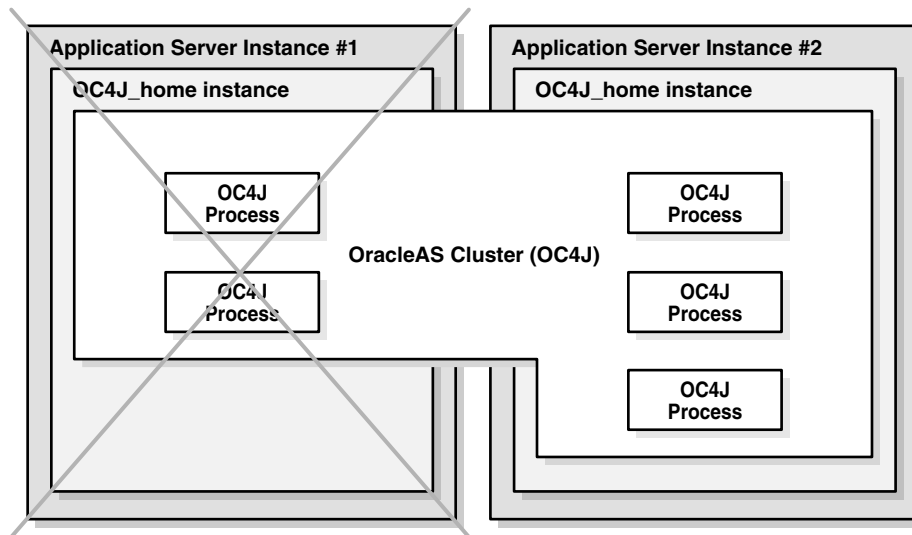 Application Server Instance #1
OC4J_home instance
OC4J
Process
OC4J
Process
Application Server Instance #2
OC4J_home instance
OC4J
Process
OC4J
Process
OC4J
Process
OracleAS Cluster (OC4J)